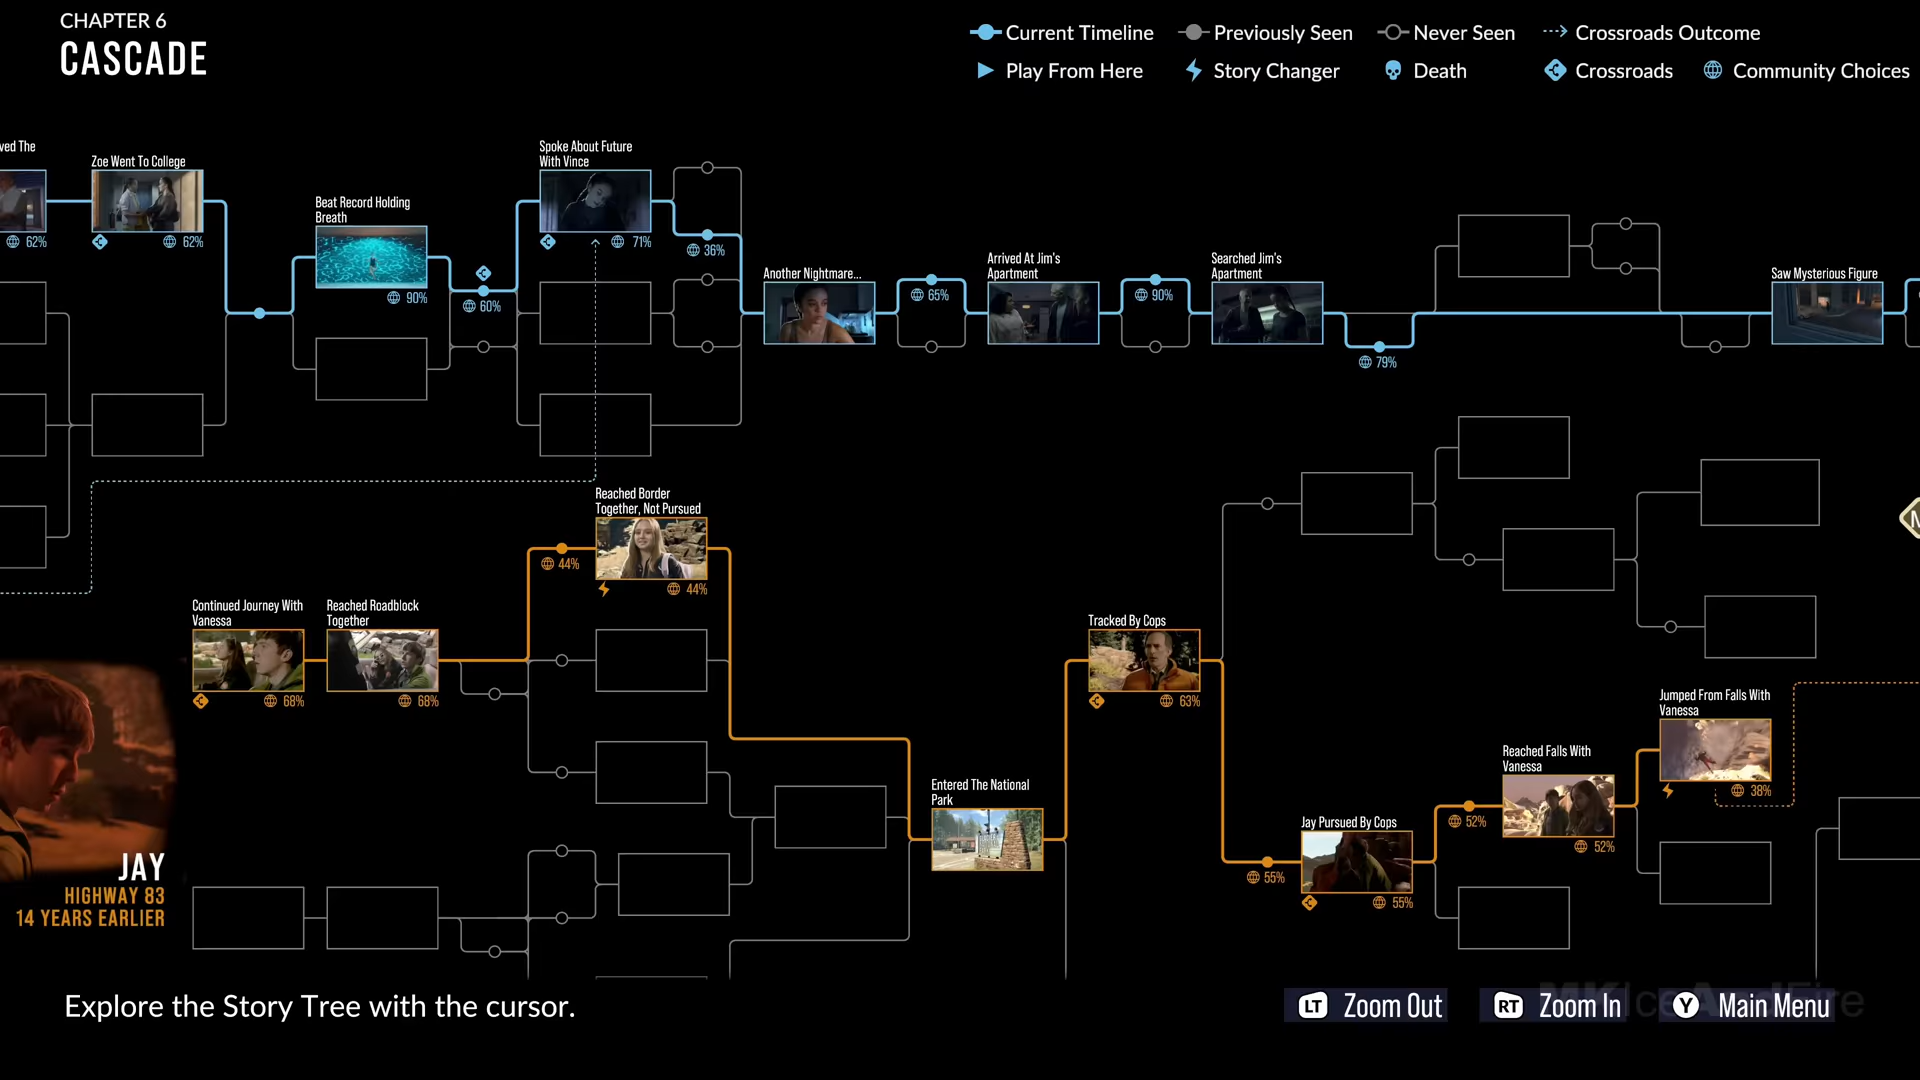 CHAPTER 6
CASCADE
Current Timeline
Previously Seen
Never Seen
Crossroads Outcome
Play From Here
Story Changer
Death
Crossroads
Community Choices
ved The
62%
Zoe Went To College
62%
Beat Record Holding
Breath
90%
60%
Spoke About Future
With Vince
71%
36%
Another Nightmare...
65%
Arrived At Jim's
Apartment
90%
Searched Jim's
Apartment
79%
Saw Mysterious Figure
Reached Border
Together, Not Pursued
44%
44%
Continued Journey With
Vanessa
68%
Reached Roadblock
Together
68%
Tracked By Cops
63%
Entered The National
Park
Jay Pursued By Cops
55%
55%
Reached Falls With
Vanessa
52%
52%
Jumped From Falls With
Vanessa
38%
JAY
HIGHWAY 83
14 YEARS EARLIER
Explore the Story Tree with the cursor.
LT Zoom Out
RT Zoom In
Y Main Menu
MKIceAndFire